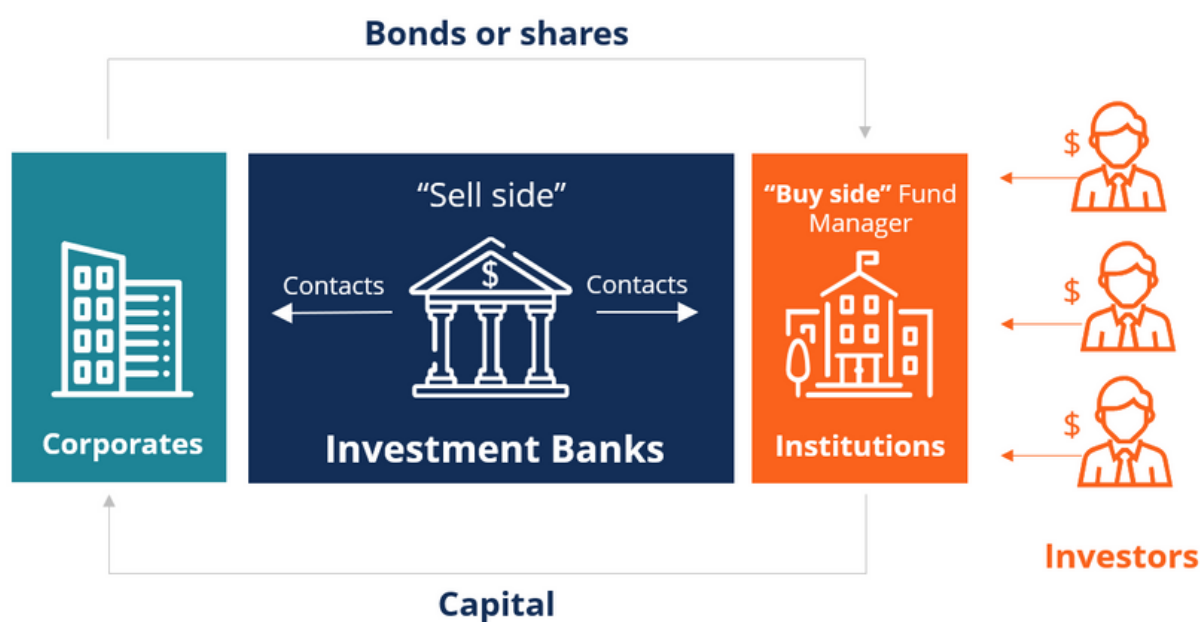 Bonds or shares
“Sell side”
“Buy side” Fund
Manager
$
$
Contacts
$
Contacts
$
$
Corporates
Investment Banks
Institutions
Investors
Capital